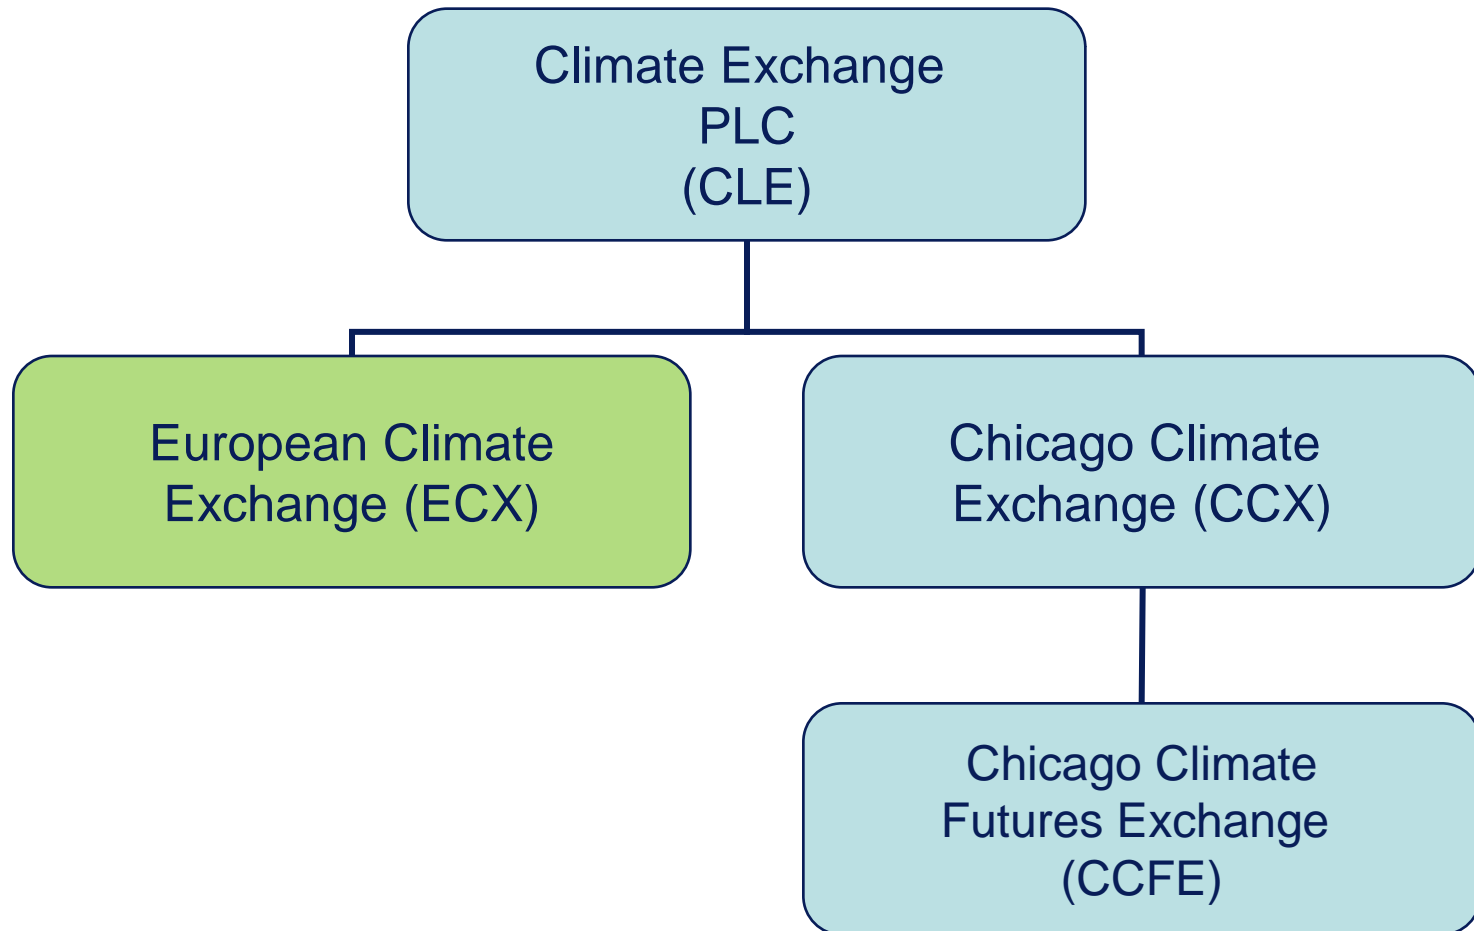 Climate Exchange
PLC
(CLE)
European Climate
Exchange (ECX)
Chicago Climate
Exchange (CCX)
Chicago Climate
Futures Exchange
(CCFE)